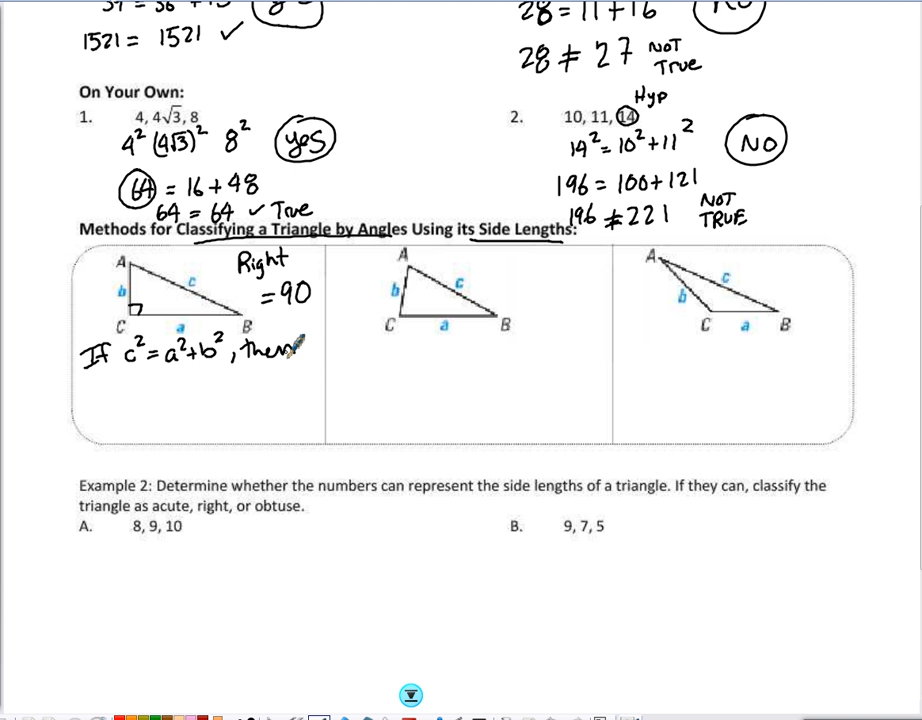 28 = 11 + 16
1521 = 1521 ✓
28 ≠ 27 NOT True
On Your Own:
1. 4, 4√3, 8
4² (4√3)² 8² yes
64 = 16 + 48
64 = 64 ✓ True
Hyp
2. 10, 11, 14
14² = 10² + 11² NO
196 = 100 + 121
196 ≠ 221 NOT TRUE
Methods for Classifying a Triangle by Angles Using its Side Lengths:
A b c C a B
Right
= 90
If c² = a² + b², then
A b c C a B
A b c C a B
Example 2: Determine whether the numbers can represent the side lengths of a triangle. If they can, classify the
triangle as acute, right, or obtuse.
A. 8, 9, 10
B. 9, 7, 5